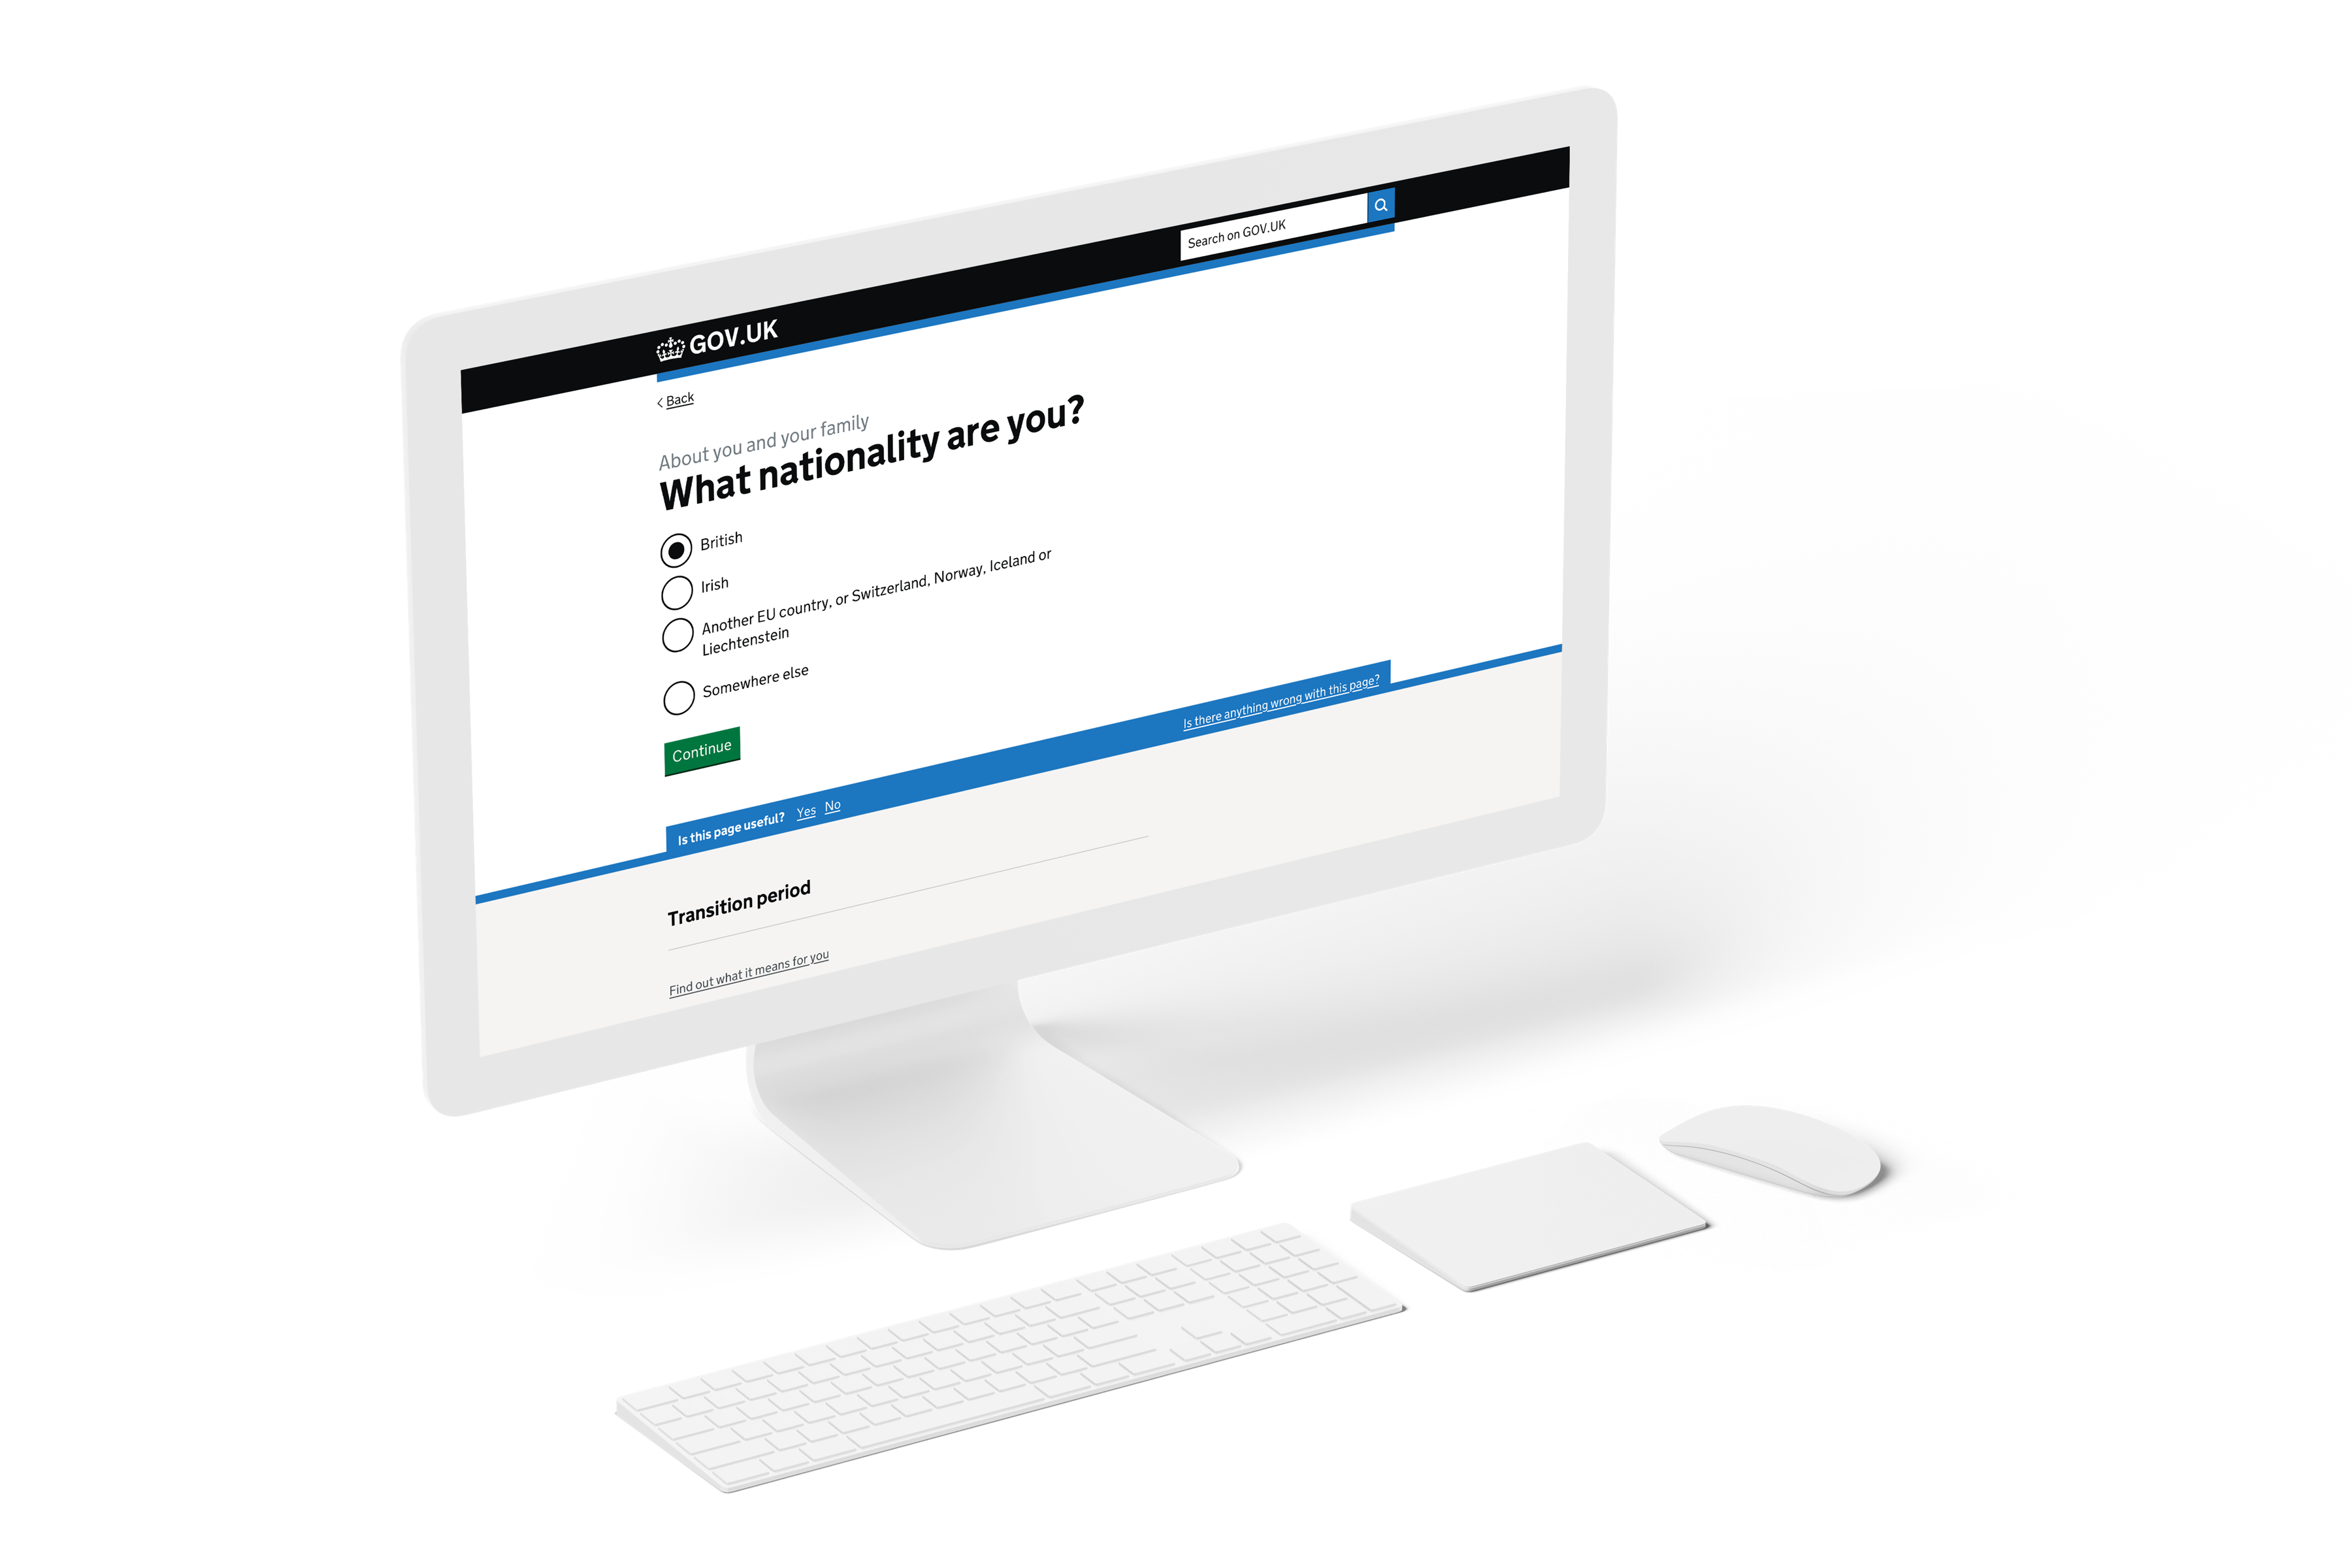 GOV.UK
Search on GOV.UK
Back
About you and your family
What nationality are you?
British
Irish
Another EU country, or Switzerland, Norway, Iceland or
Liechtenstein
Somewhere else
Continue
Is this page useful? Yes No
Is there anything wrong with this page?
Transition period
Find out what it means for you